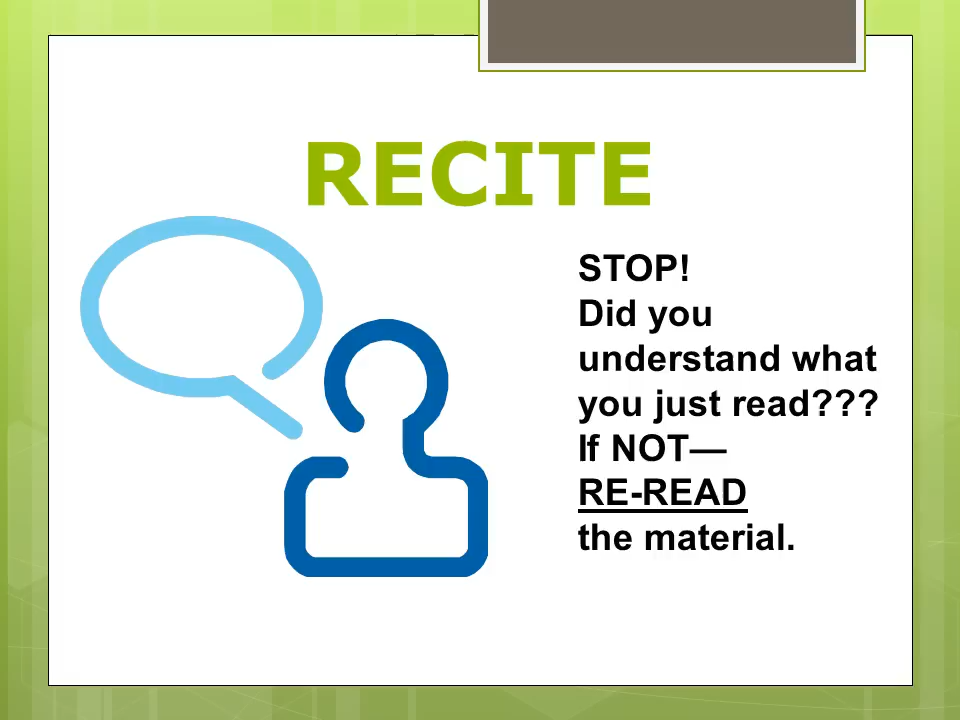 RECITE
STOP!
Did you
understand what
you just read???
If NOT—
RE-READ
the material.